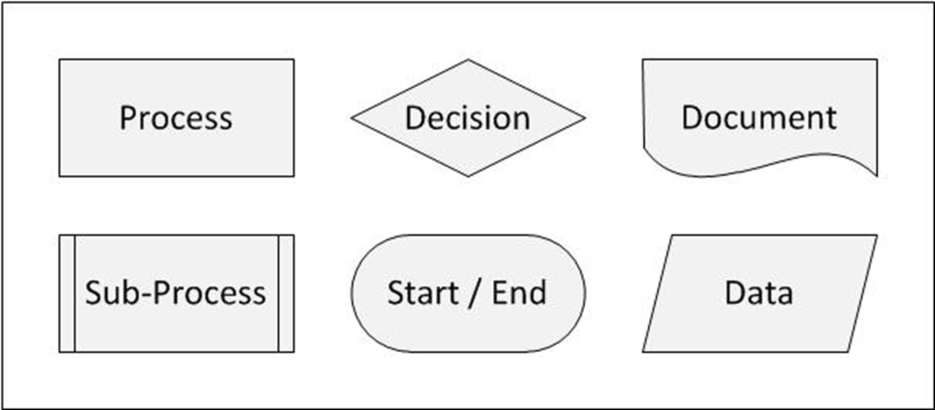 Process
Decision
Document
Sub-Process
Start / End
Data